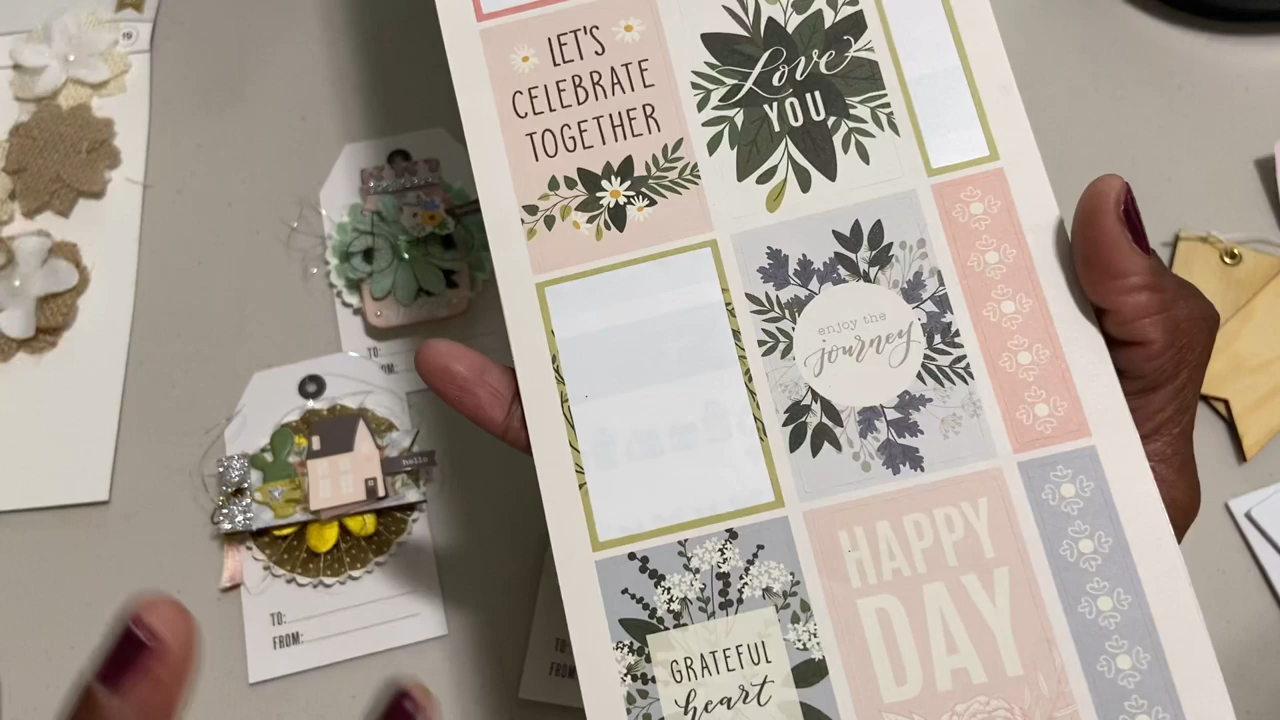 LET'S
CELEBRATE
TOGETHER
Love
YOU
enjoy the
journey
HAPPY
DAY
GRATEFUL
heart
hello
TO:
FROM:
TO:
FROM: